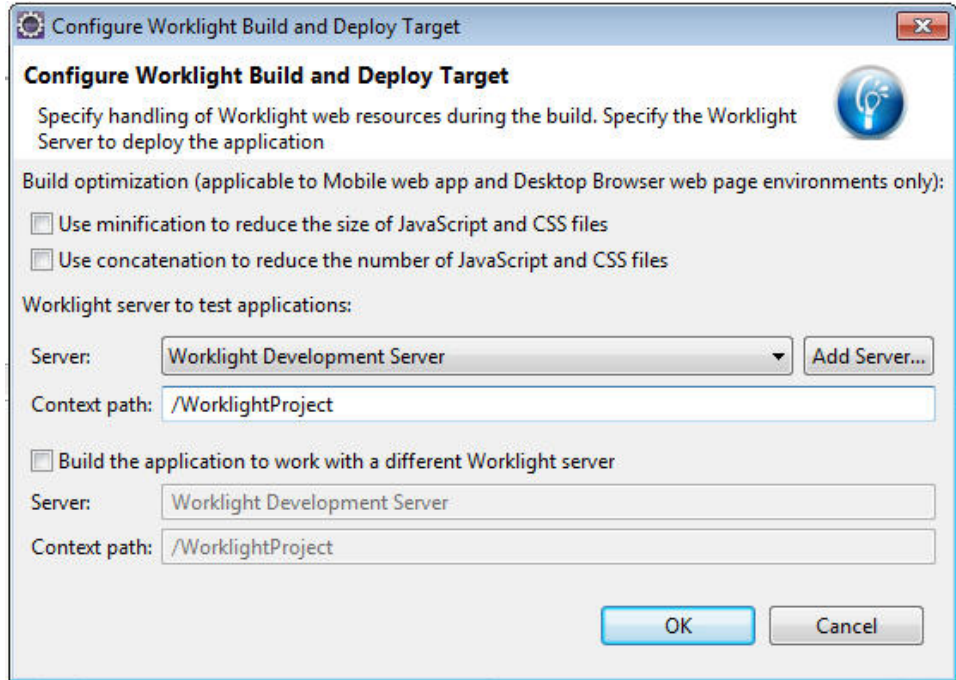 Configure Worklight Build and Deploy Target
Configure Worklight Build and Deploy Target
Specify handling of Worklight web resources during the build. Specify the Worklight
Server to deploy the application
Build optimization (applicable to Mobile web app and Desktop Browser web page environments only):
Use minification to reduce the size of JavaScript and CSS files
Use concatenation to reduce the number of JavaScript and CSS files
Worklight server to test applications:
Server: Worklight Development Server Add Server...
Context path: /WorklightProject
Build the application to work with a different Worklight server
Server: Worklight Development Server
Context path: /WorklightProject
OK Cancel